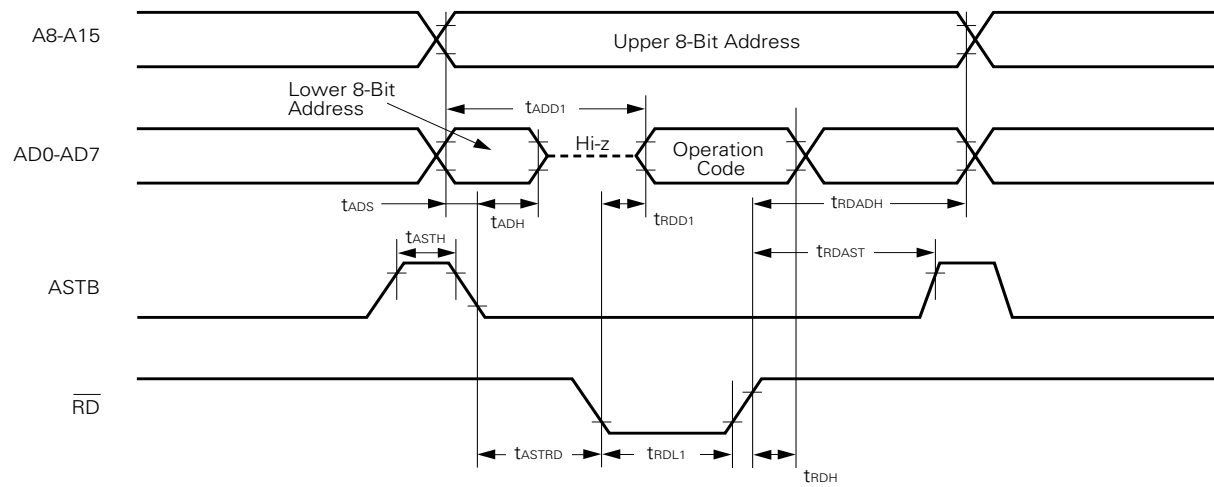 A8-A15
Upper 8-Bit Address
Lower 8-Bit
Address
tADD1
AD0-AD7
Hi-z
Operation
Code
tADS
tADH
tRDD1
tRDADH
tASTH
tRDAST
ASTB
RD
tASTRD
tRDL1
tRDH